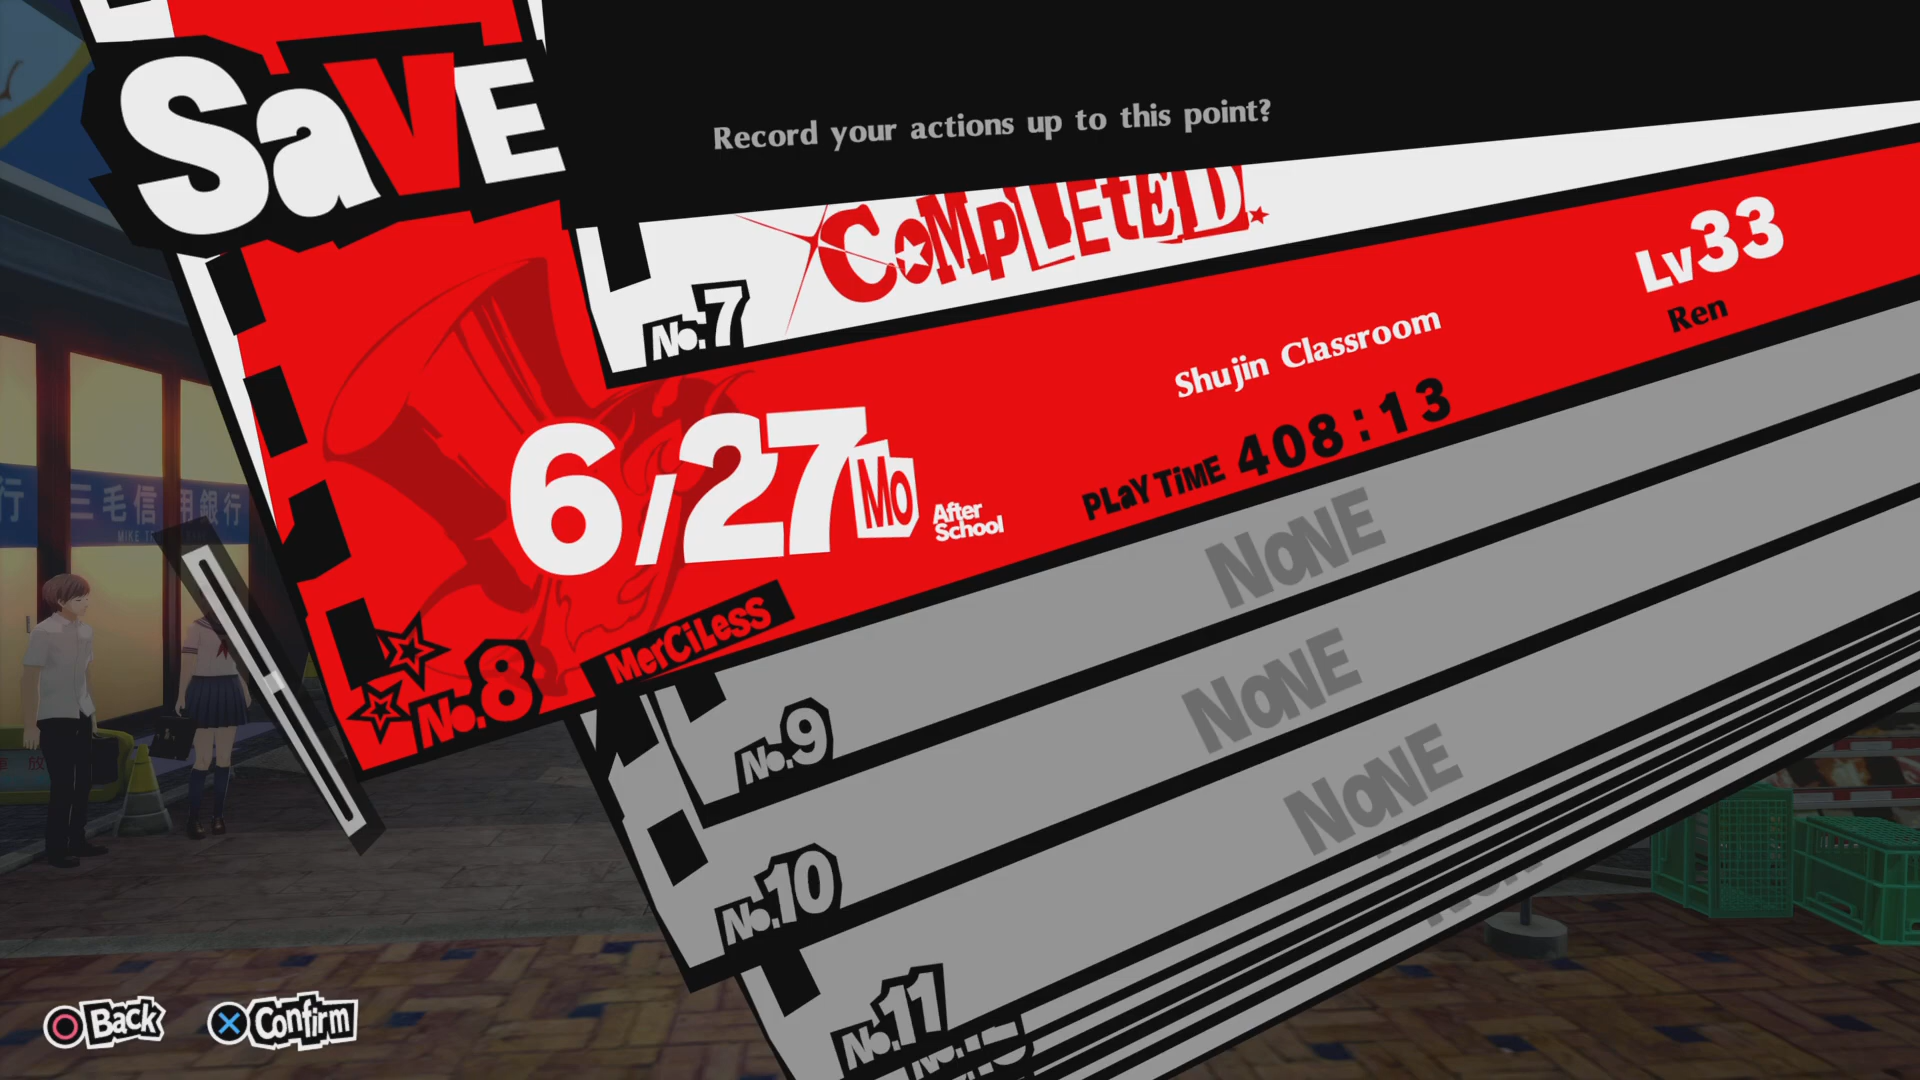 SaVE
Record your actions up to this point?
COMPLEtED
No.7
Lv33
Ren
Shujin Classroom
PLaY TiME 408:13
6/27 Mo
After School
No.8
MerCiLess
NoNE
No.9
NoNE
No.10
NoNE
No.11
行 三毛信用銀行
Back
Confirm